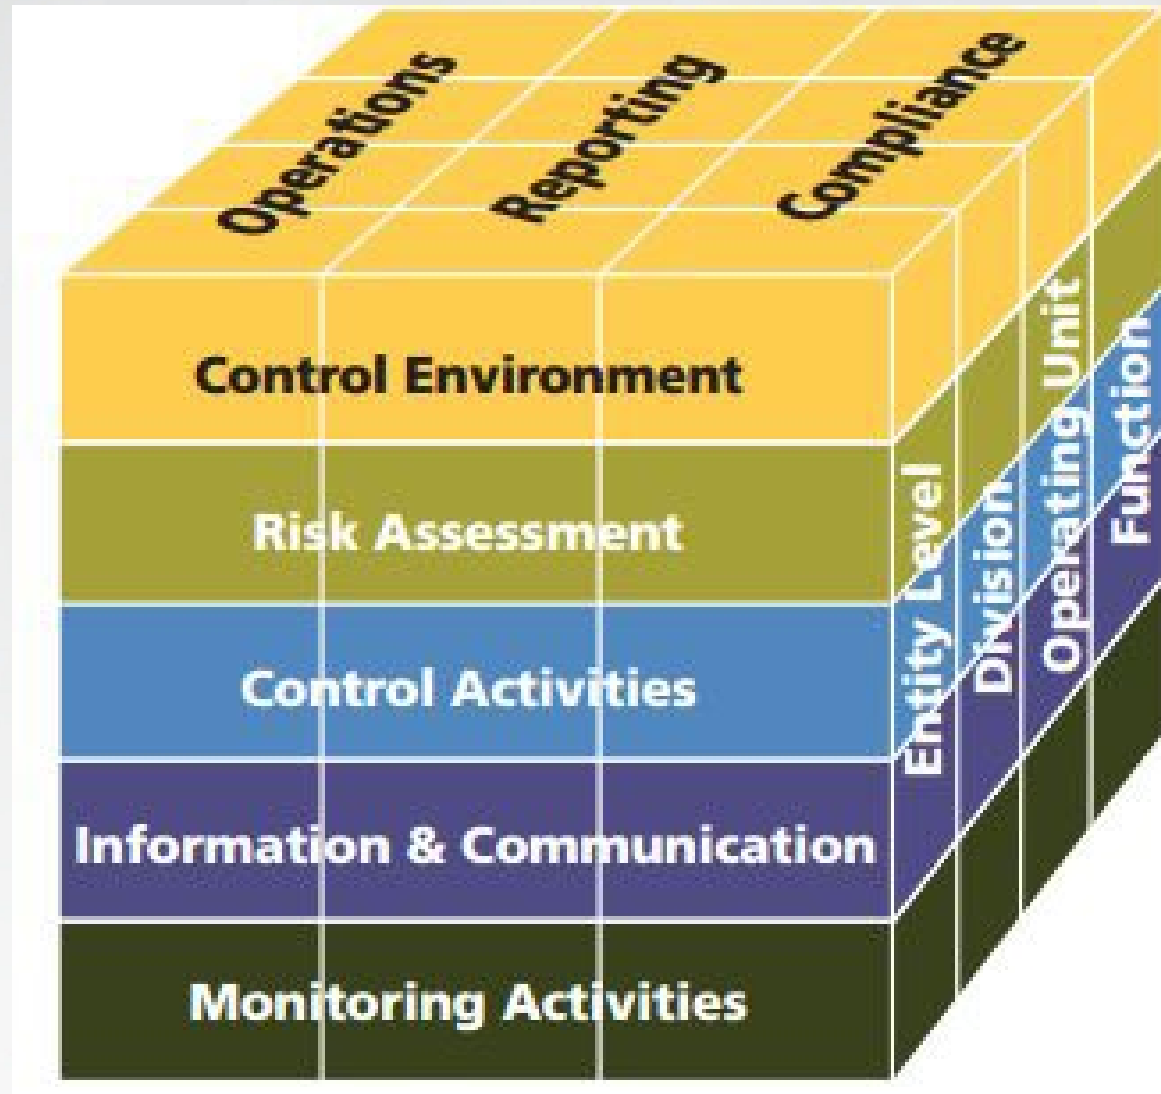 Operations
Reporting
Compliance
Control Environment
Risk Assessment
Control Activities
Information & Communication
Monitoring Activities
Entity Level
Division
Operating Unit
Function